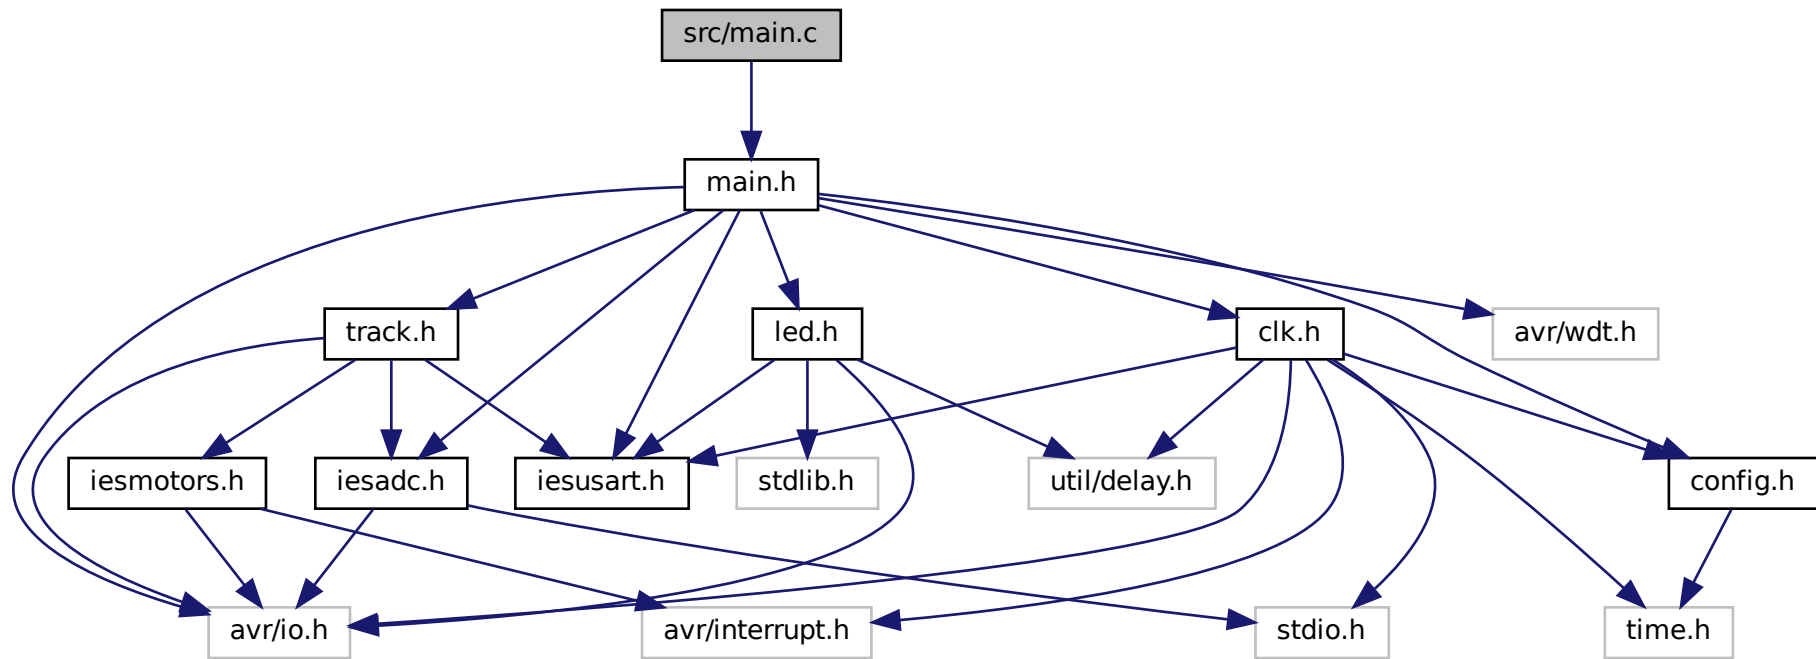 src/main.c
main.h
track.h
led.h
clk.h
avr/wdt.h
iesmotors.h
iesadc.h
iesusart.h
stdlib.h
util/delay.h
config.h
avr/io.h
avr/interrupt.h
stdio.h
time.h